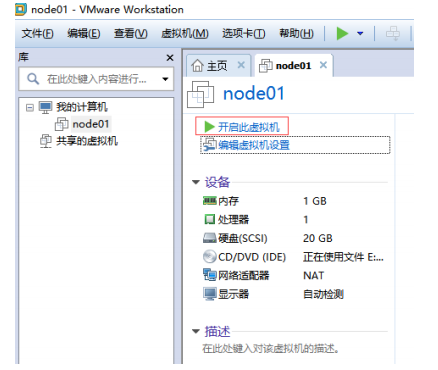 node01 - VMware Workstation
文件(F) 编辑(E) 查看(V) 虚拟机(M) 选项卡(T) 帮助(H)
库
在此处键入内容进行...
我的计算机
node01
共享的虚拟机
主页
node01
node01
开启此虚拟机
编辑虚拟机设置
设备
内存 1 GB
处理器 1
硬盘(SCSI) 20 GB
CD/DVD (IDE) 正在使用文件 E:...
网络适配器 NAT
显示器 自动检测
描述
在此处键入对该虚拟机的描述。